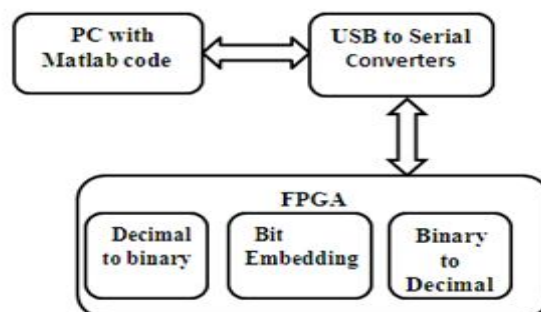 PC with
Matlab code
USB to Serial
Converters
FPGA
Decimal
to binary
Bit
Embedding
Binary
to
Decimal